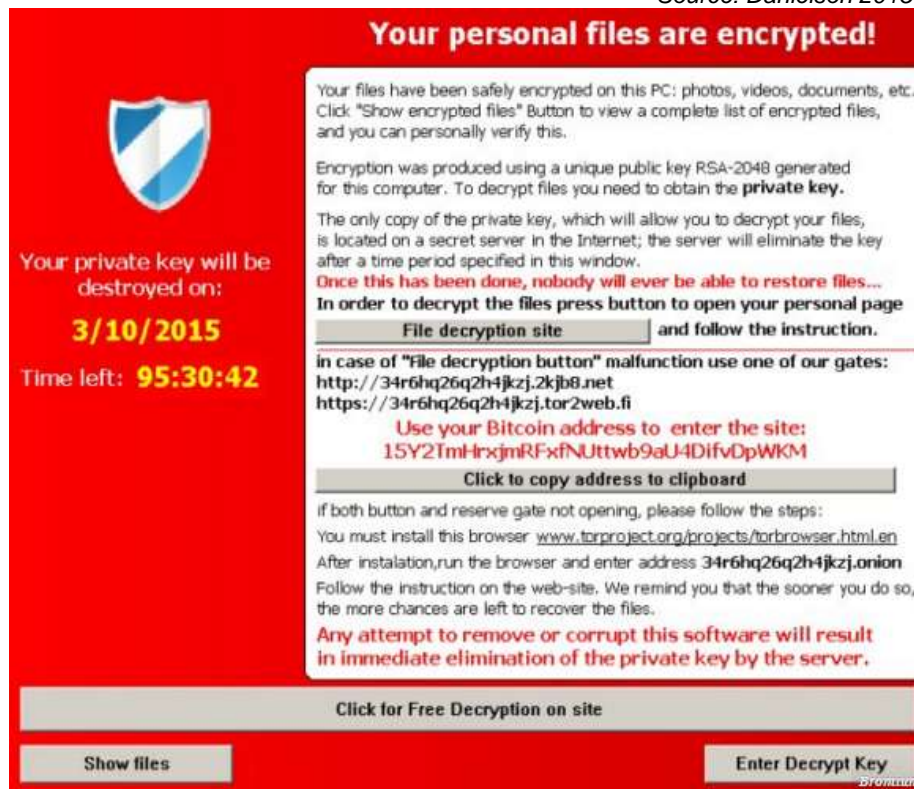 Your personal files are encrypted!
Your files have been safely encrypted on this PC: photos, videos, documents, etc.
Click "Show encrypted files" Button to view a complete list of encrypted files,
and you can personally verify this.
Encryption was produced using a unique public key RSA-2048 generated
for this computer. To decrypt files you need to obtain the private key.
The only copy of the private key, which will allow you to decrypt your files,
is located on a secret server in the Internet; the server will eliminate the key
after a time period specified in this window.
Once this has been done, nobody will ever be able to restore files...
In order to decrypt the files press button to open your personal page
File decryption site and follow the instruction.
in case of "File decryption button" malfunction use one of our gates:
http://34r6hq26q2h4jkzj.2kjb8.net
https://34r6hq26q2h4jkzj.tor2web.fi
Use your Bitcoin address to enter the site:
15Y2TmHrxjmRFxfNUttwb9aU4DifvDpWKM
Click to copy address to clipboard
if both button and reserve gate not opening, please follow the steps:
You must install this browser www.torproject.org/projects/torbrowser.html.en
After instalation,run the browser and enter address 34r6hq26q2h4jkzj.onion
Follow the instruction on the web-site. We remind you that the sooner you do so,
the more chances are left to recover the files.
Any attempt to remove or corrupt this software will result
in immediate elimination of the private key by the server.
Your private key will be
destroyed on:
3/10/2015
Time left: 95:30:42
Click for Free Decryption on site
Show files
Enter Decrypt Key